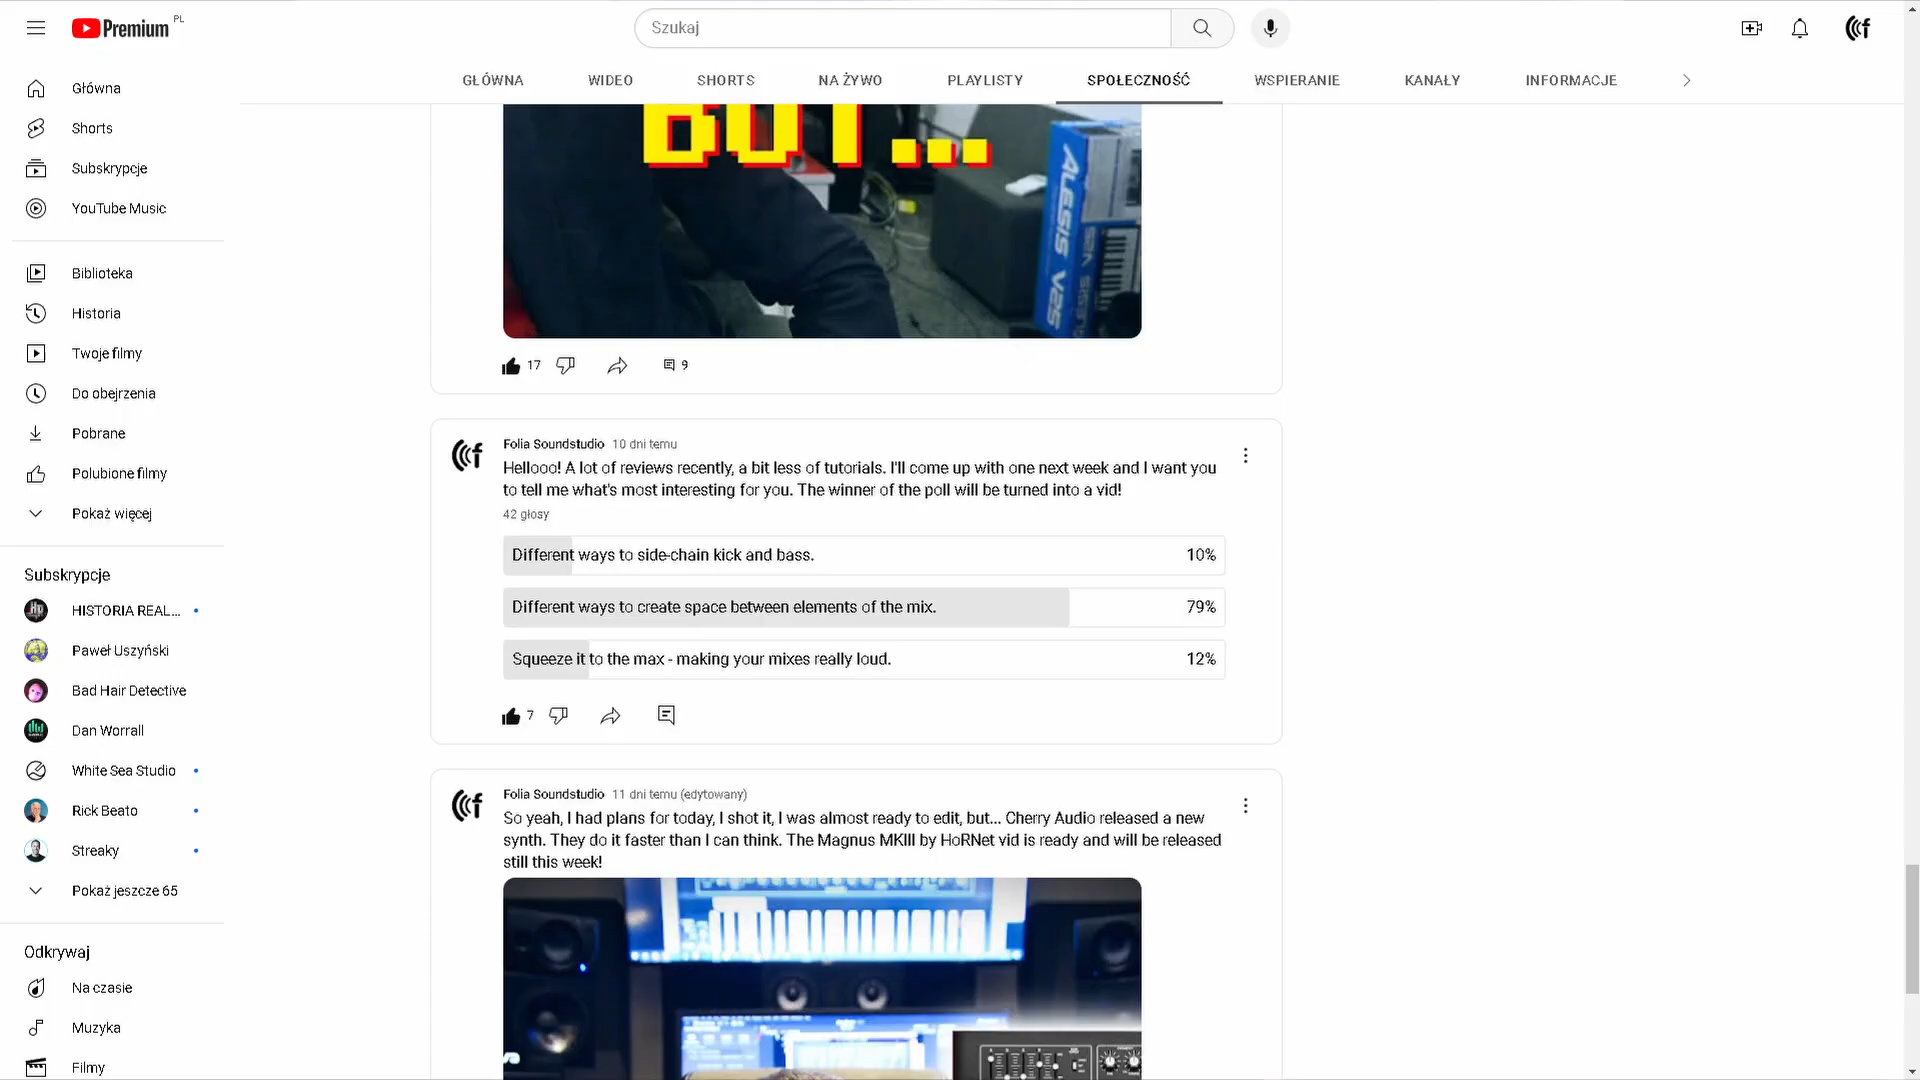 Premium PL
Szukaj
GŁÓWNA WIDEO SHORTS NA ŻYWO PLAYLISTY SPOŁECZNOŚĆ WSPIERANIE KANAŁY INFORMACJE
Główna
Shorts
Subskrypcje
YouTube Music
Biblioteka
Historia
Twoje filmy
Do obejrzenia
Pobrane
Polubione filmy
Pokaż więcej
Subskrypcje
HISTORIA REAL...
Paweł Uszyński
Bad Hair Detective
Dan Worrall
White Sea Studio
Rick Beato
Streaky
Pokaż jeszcze 65
Odkrywaj
Na czasie
Muzyka
Filmy
BUT...
ALESIS V25
17 9
Folia Soundstudio 10 dni temu
Hellooo! A lot of reviews recently, a bit less of tutorials. I'll come up with one next week and I want you
to tell me what's most interesting for you. The winner of the poll will be turned into a vid!
42 głosy
Different ways to side-chain kick and bass. 10%
Different ways to create space between elements of the mix. 79%
Squeeze it to the max - making your mixes really loud. 12%
7
Folia Soundstudio 11 dni temu (edytowany)
So yeah, I had plans for today, I shot it, I was almost ready to edit, but... Cherry Audio released a new
synth. They do it faster than I can think. The Magnus MKIII by HoRNet vid is ready and will be released
still this week!